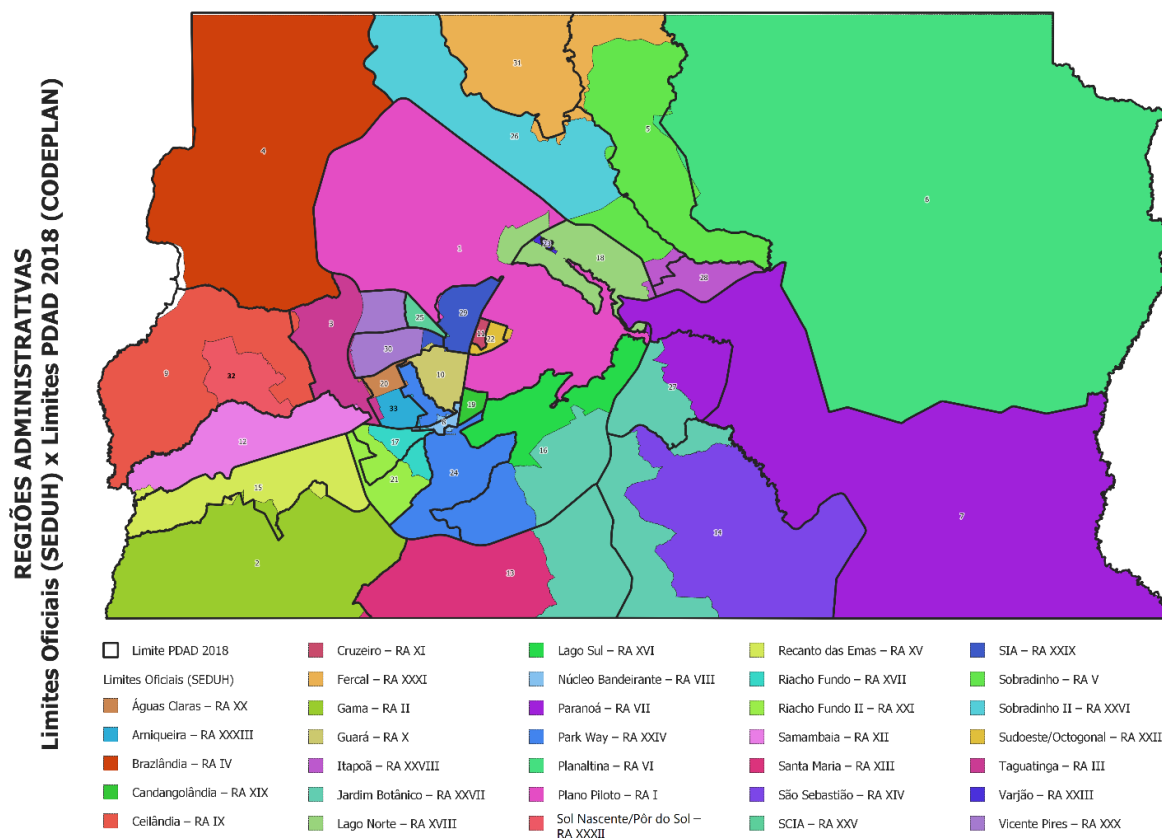 REGIÕES ADMINISTRATIVAS
Limites Oficiais (SEDUH) x Limites PDAD 2018 (CODEPLAN)
31
5
26
4
8
1
23
18
28
3
29
25
11
22
30
10
9
32
20
27
19
33
12
17
16
24
21
15
14
7
2
13
Limite PDAD 2018
Limites Oficiais (SEDUH)
Águas Claras – RA XX
Arniqueira – RA XXXIII
Brazlândia – RA IV
Candangolândia – RA XIX
Ceilândia – RA IX
Cruzeiro – RA XI
Fercal – RA XXXI
Gama – RA II
Guará – RA X
Itapoã – RA XXVIII
Jardim Botânico – RA XXVII
Lago Norte – RA XVIII
Lago Sul – RA XVI
Núcleo Bandeirante – RA VIII
Paranoá – RA VII
Park Way – RA XXIV
Planaltina – RA VI
Plano Piloto – RA I
Sol Nascente/Pôr do Sol –
RA XXXII
Recanto das Emas – RA XV
Riacho Fundo – RA XVII
Riacho Fundo II – RA XXI
Samambaia – RA XII
Santa Maria – RA XIII
São Sebastião – RA XIV
SCIA – RA XXV
SIA – RA XXIX
Sobradinho – RA V
Sobradinho II – RA XXVI
Sudoeste/Octogonal – RA XXII
Taguatinga – RA III
Varjão – RA XXIII
Vicente Pires – RA XXX